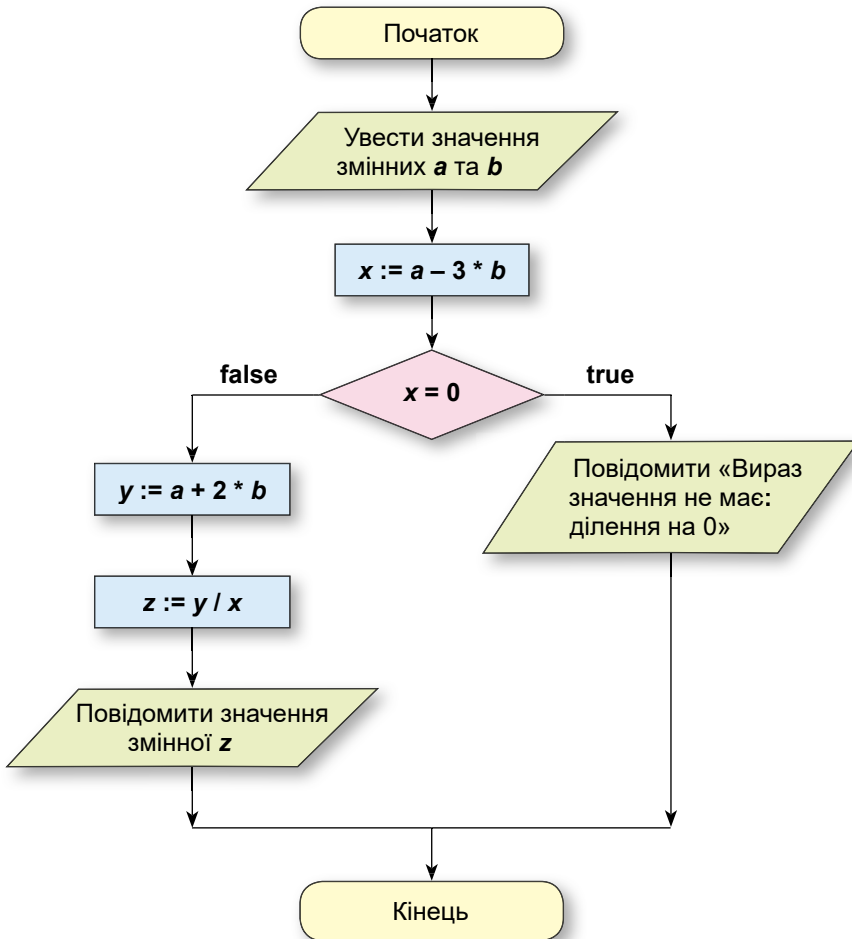 Початок
Увести значення
змінних a та b
x := a – 3 * b
false
true
x = 0
y := a + 2 * b
Повідомити «Вираз
значення не має:
ділення на 0»
z := y / x
Повідомити значення
змінної z
Кінець